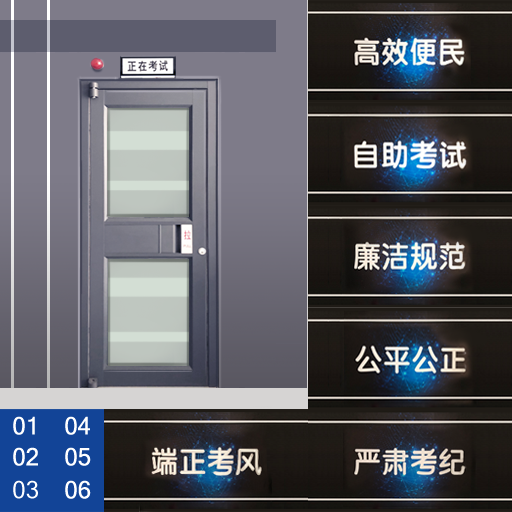 正在考试
拉
高效便民
自助考试
廉洁规范
公平公正
01 04
02 05
03 06
端正考风
严肃考纪